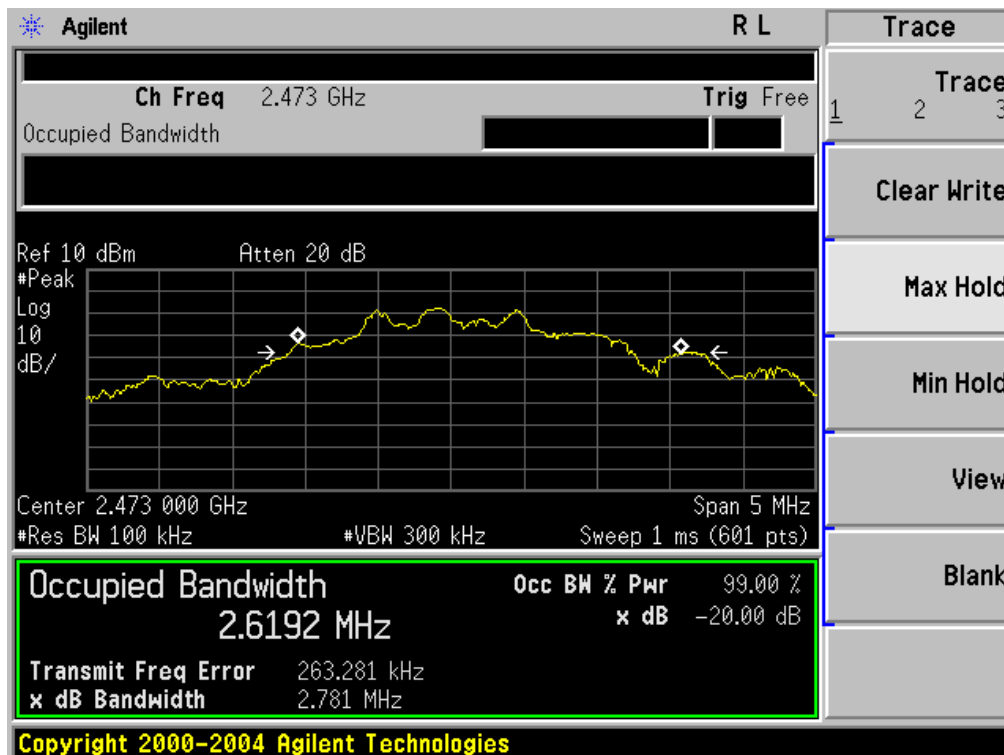 Agilent R L
Ch Freq 2.473 GHz Trig Free
Occupied Bandwidth
Ref 10 dBm Atten 20 dB
#Peak
Log
10
dB/
Center 2.473 000 GHz Span 5 MHz
#Res BW 100 kHz #VBW 300 kHz Sweep 1 ms (601 pts)
Occupied Bandwidth
2.6192 MHz
Occ BW % Pwr 99.00 %
x dB -20.00 dB
Transmit Freq Error 263.281 kHz
x dB Bandwidth 2.781 MHz
Copyright 2000-2004 Agilent Technologies
Trace
Trace
1 2 3
Clear Write
Max Hold
Min Hold
View
Blank